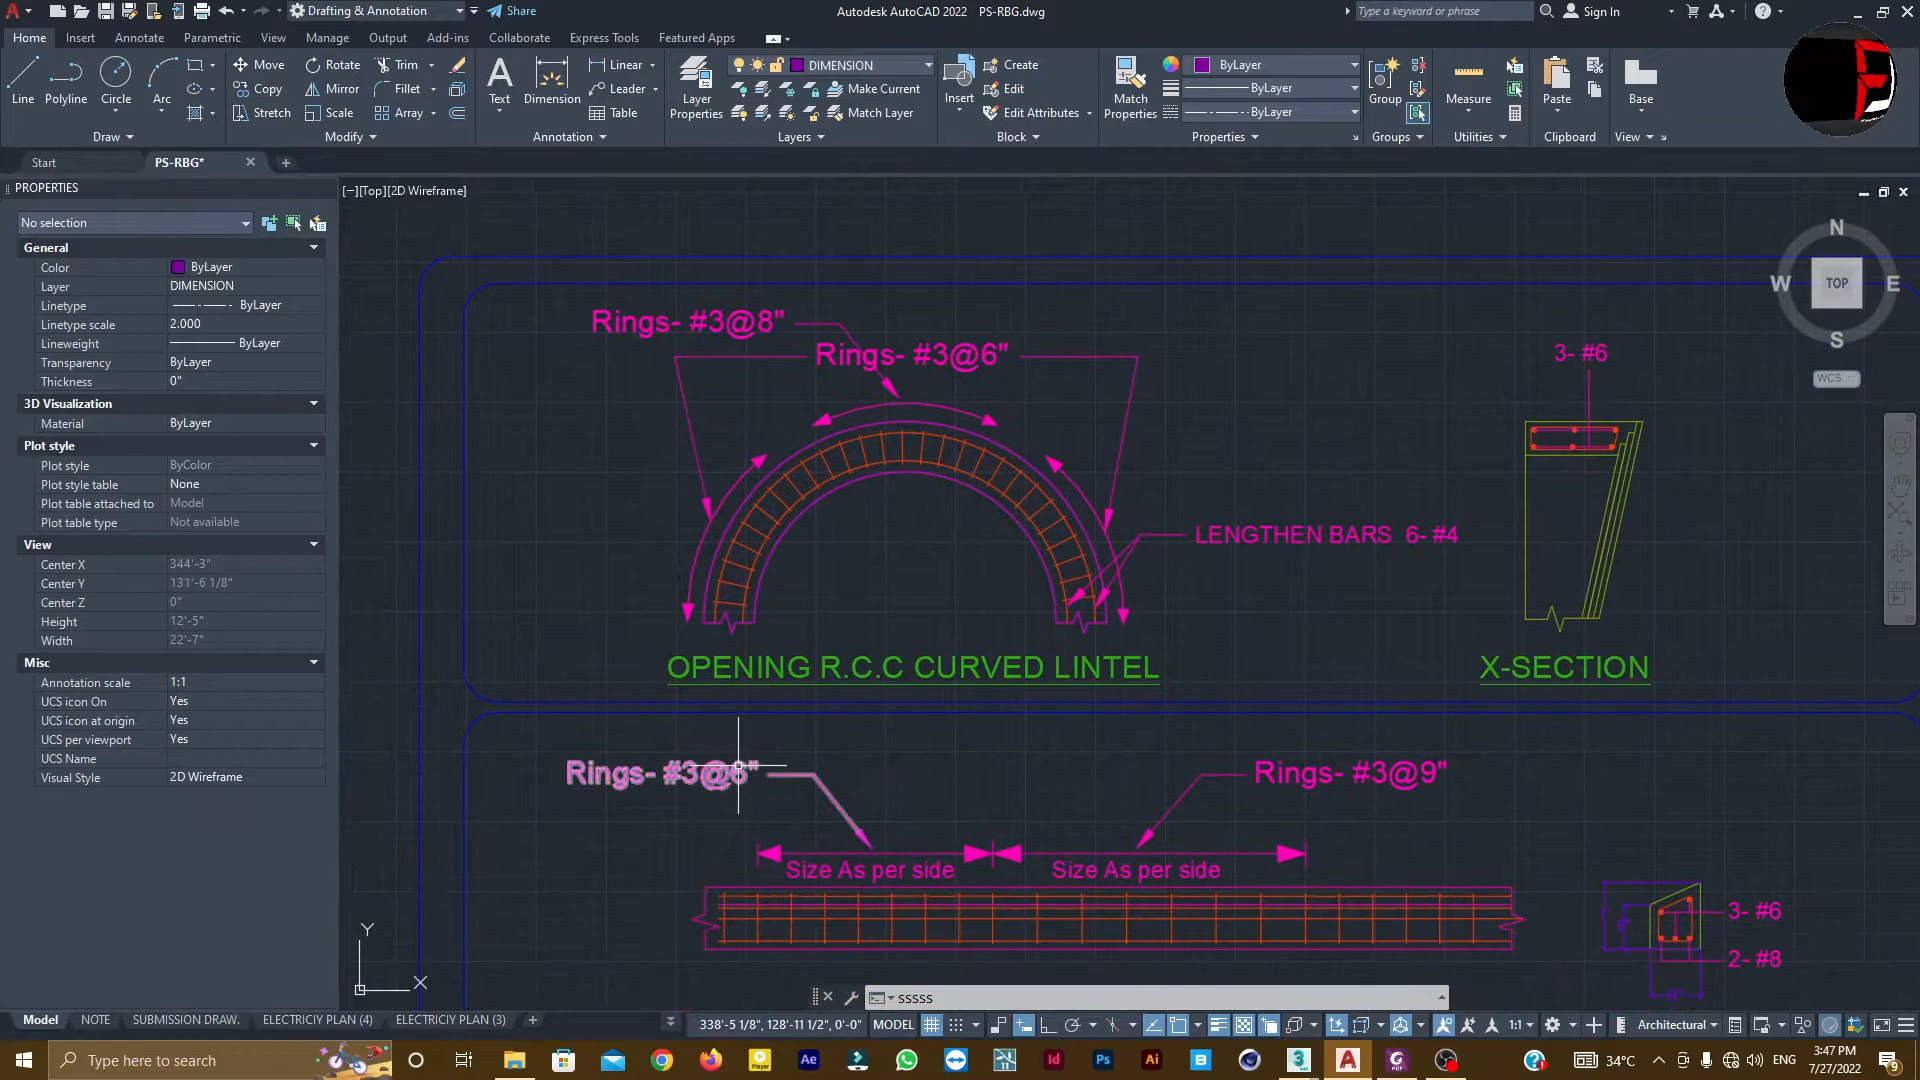 Drafting & Annotation
Share
Autodesk AutoCAD 2022 PS-RBG.dwg
Type a keyword or phrase
Sign In
Home Insert Annotate Parametric View Manage Output Add-ins Collaborate Express Tools Featured Apps
Line Polyline Circle Arc
Move Rotate Trim
Copy Mirror Fillet
Stretch Scale Array
Text Dimension
Linear
Leader
Table
Layer Properties
DIMENSION
Make Current
Match Layer
Insert
Create
Edit
Edit Attributes
Match Properties
ByLayer
ByLayer
ByLayer
Group
Measure
Paste
Base
Draw Modify Annotation Layers Block Properties Groups Utilities Clipboard View
Start PS-RBG*
PROPERTIES
[−][Top][2D Wireframe]
No selection
General
Color ByLayer
Layer DIMENSION
Linetype ByLayer
Linetype scale 2.000
Lineweight ByLayer
Transparency ByLayer
Thickness 0"
3D Visualization
Material ByLayer
Plot style
Plot style ByColor
Plot style table None
Plot table attached to Model
Plot table type Not available
View
Center X 344'-3"
Center Y 131'-6 1/8"
Center Z 0"
Height 12'-5"
Width 22'-7"
Misc
Annotation scale 1:1
UCS icon On Yes
UCS icon at origin Yes
UCS per viewport Yes
UCS Name
Visual Style 2D Wireframe
N
W TOP E
S
WCS
Rings- #3@8"
Rings- #3@6"
3- #6
LENGTHEN BARS 6- #4
OPENING R.C.C CURVED LINTEL
X-SECTION
Rings- #3@6"
Rings- #3@9"
Size As per side
Size As per side
3- #6
2- #8
Y
X
sssss
Model NOTE SUBMISSION DRAW. ELECTRICIY PLAN (4) ELECTRICIY PLAN (3)
338'-5 1/8", 128'-11 1/2", 0'-0" MODEL
1:1
Architectural
Type here to search
34°C
ENG
3:47 PM
7/27/2022